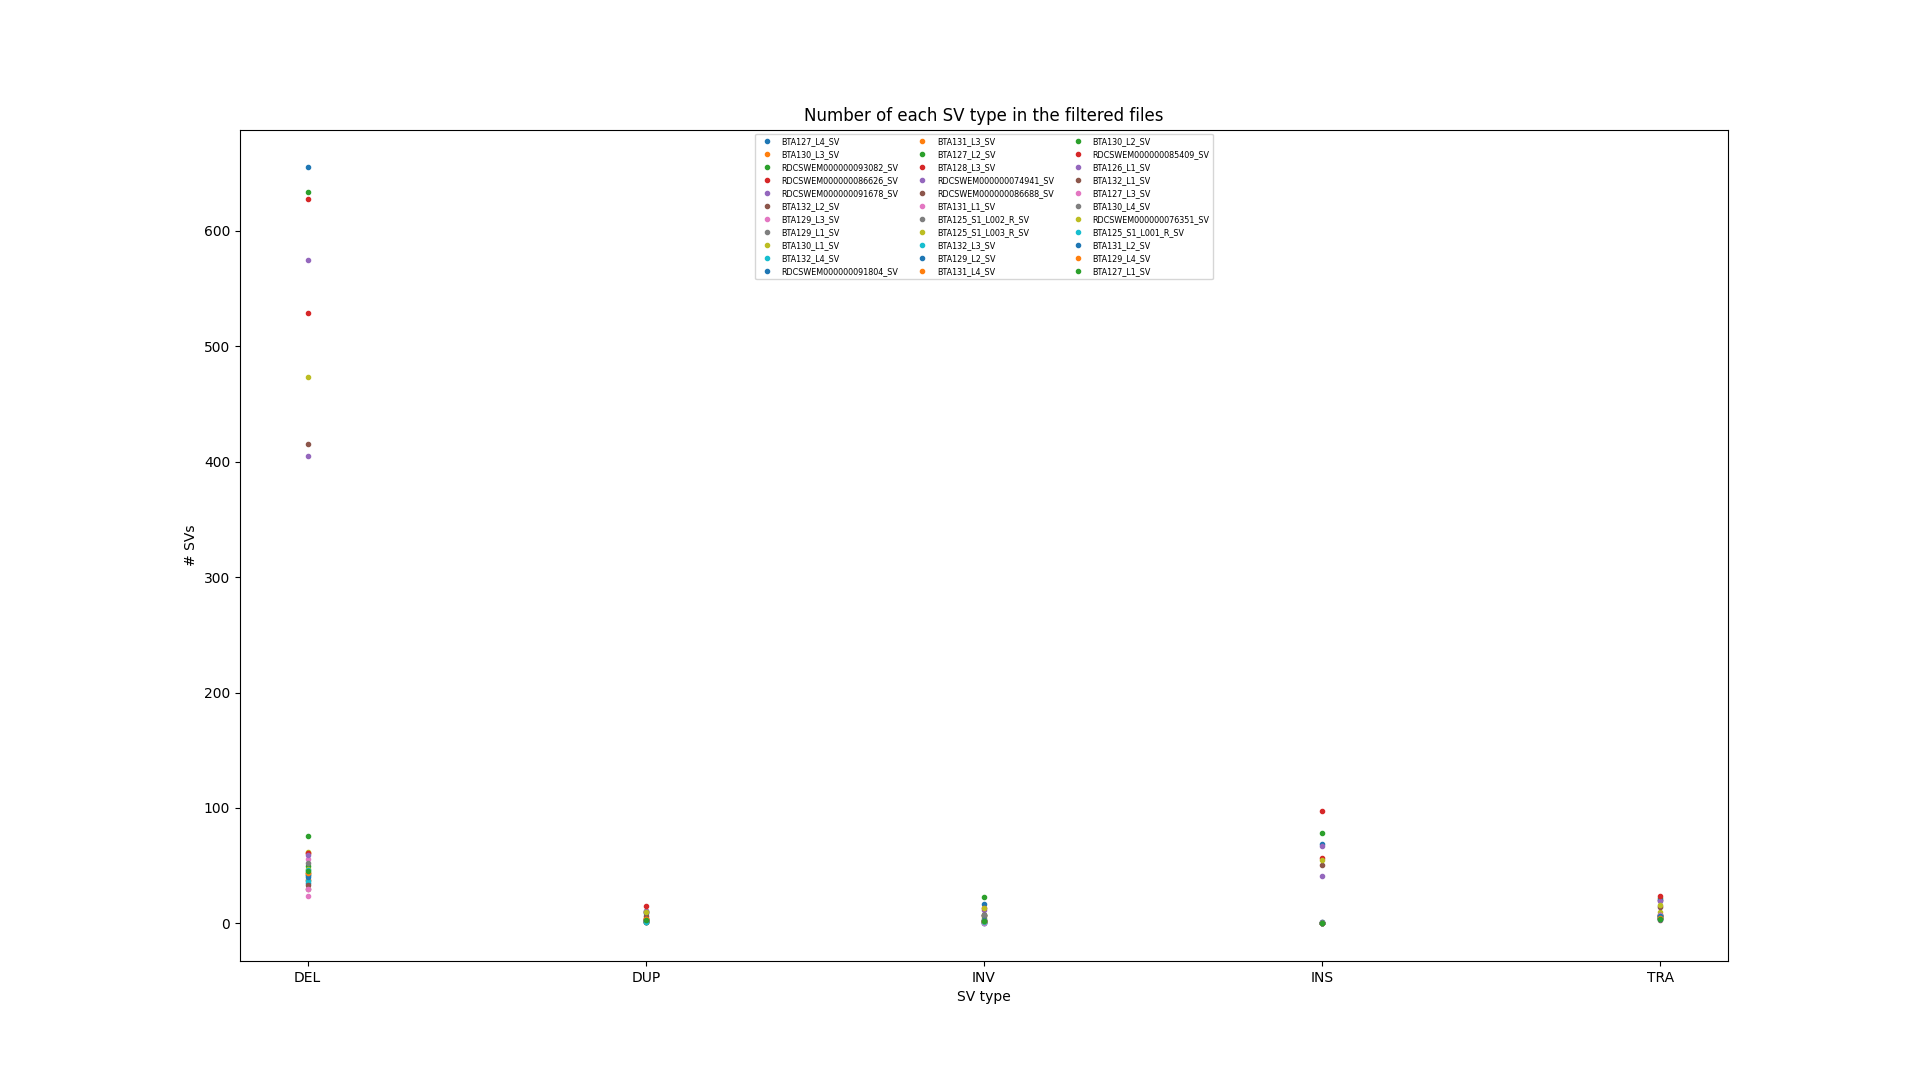 Number of each SV type in the filtered files
BTA127_L4_SV
BTA130_L3_SV
RDCSWEM000000093082_SV
RDCSWEM000000086626_SV
RDCSWEM000000091678_SV
BTA132_L2_SV
BTA129_L3_SV
BTA129_L1_SV
BTA130_L1_SV
BTA132_L4_SV
RDCSWEM000000091804_SV
BTA131_L3_SV
BTA127_L2_SV
BTA128_L3_SV
RDCSWEM000000074941_SV
RDCSWEM000000086688_SV
BTA131_L1_SV
BTA125_S1_L002_R_SV
BTA125_S1_L003_R_SV
BTA132_L3_SV
BTA129_L2_SV
BTA131_L4_SV
BTA130_L2_SV
RDCSWEM000000085409_SV
BTA126_L1_SV
BTA132_L1_SV
BTA127_L3_SV
BTA130_L4_SV
RDCSWEM000000076351_SV
BTA125_S1_L001_R_SV
BTA131_L2_SV
BTA129_L4_SV
BTA127_L1_SV
600
500
400
300
200
100
0
# SVs
DEL DUP INV INS TRA
SV type